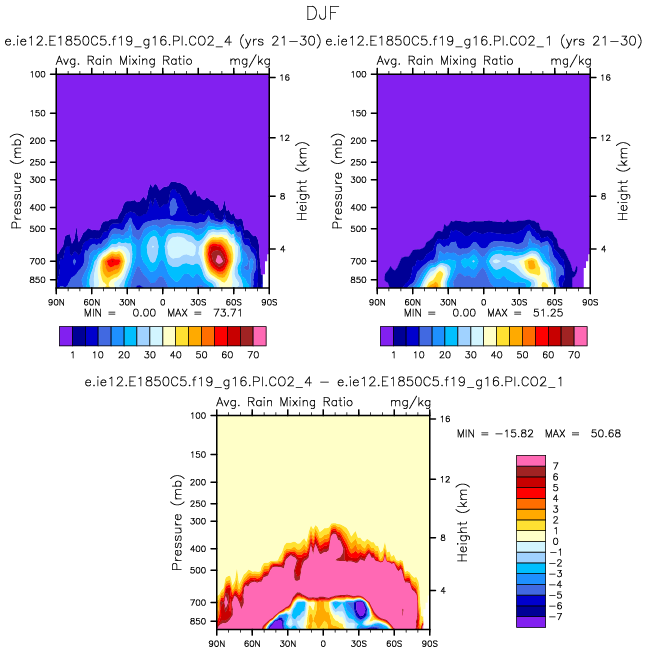 DJF
e.ie12.E1850C5.f19_g16.PI.CO2_4 (yrs 21-30) e.ie12.E1850C5.f19_g16.PI.CO2_1 (yrs 21-30)
Avg. Rain Mixing Ratio mg/kg
100
150
200
250
300
400
500
700
850
Pressure (mb)
16
12
8
4
Height (km)
90N 60N 30N 0 30S 60S 90S
MIN = 0.00 MAX = 73.71
1 10 20 30 40 50 60 70
Avg. Rain Mixing Ratio mg/kg
100
150
200
250
300
400
500
700
850
Pressure (mb)
16
12
8
4
Height (km)
90N 60N 30N 0 30S 60S 90S
MIN = 0.00 MAX = 51.25
1 10 20 30 40 50 60 70
e.ie12.E1850C5.f19_g16.PI.CO2_4 - e.ie12.E1850C5.f19_g16.PI.CO2_1
Avg. Rain Mixing Ratio mg/kg
100
150
200
250
300
400
500
700
850
Pressure (mb)
16
12
8
4
Height (km)
90N 60N 30N 0 30S 60S 90S
MIN = -15.82 MAX = 50.68
7
6
5
4
3
2
1
0
-1
-2
-3
-4
-5
-6
-7